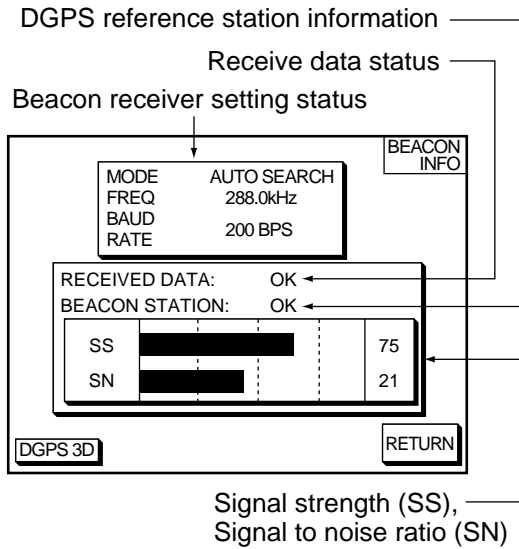 DGPS reference station information
Receive data status
Beacon receiver setting status
BEACON
INFO
MODE AUTO SEARCH
FREQ 288.0kHz
BAUD
RATE 200 BPS
RECEIVED DATA: OK
BEACON STATION: OK
SS 75
SN 21
DGPS 3D
RETURN
Signal strength (SS),
Signal to noise ratio (SN)